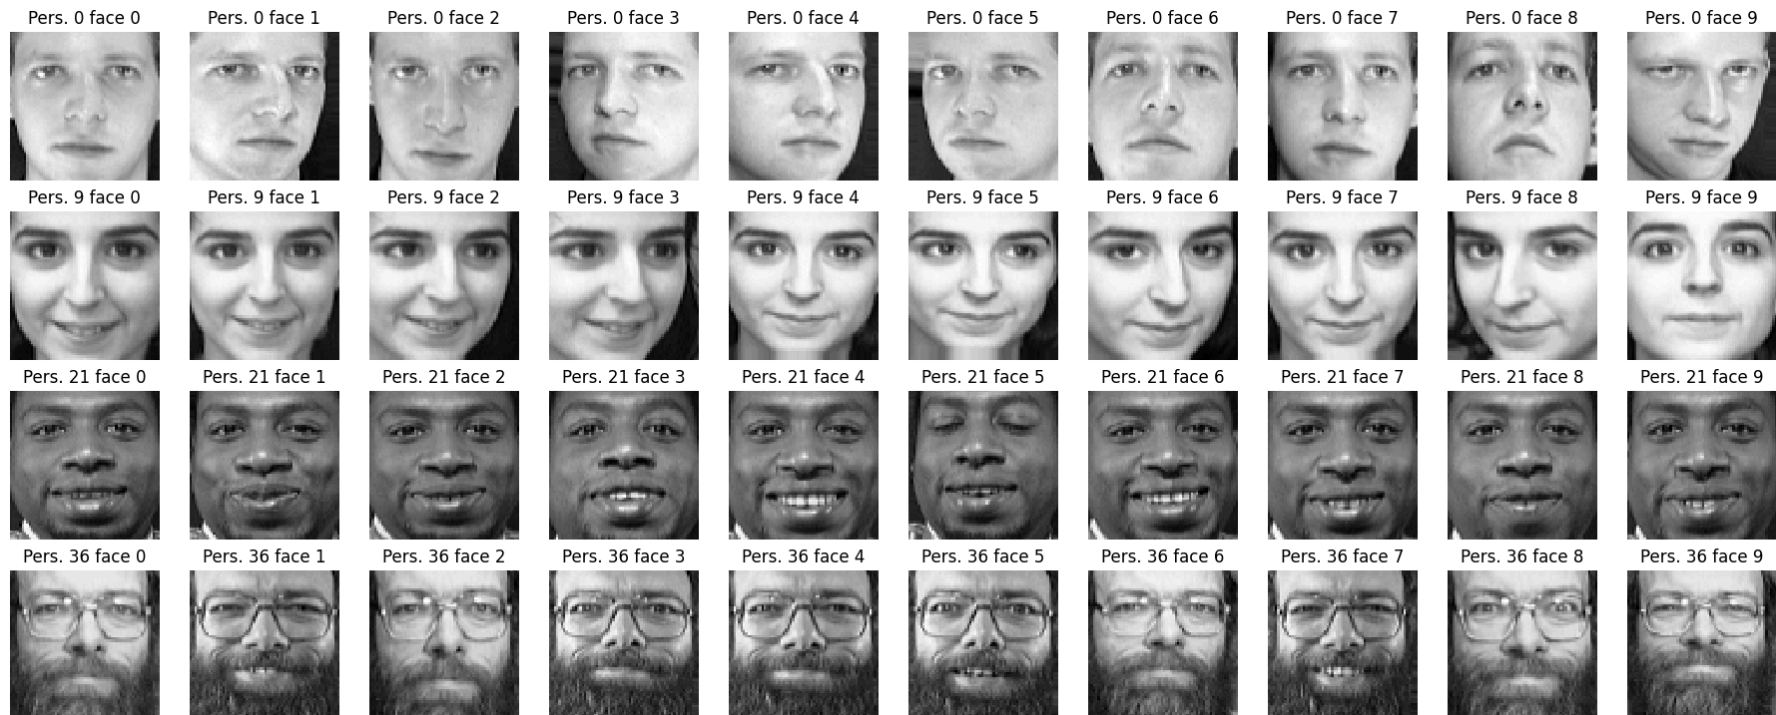 Pers. 0 face 0 Pers. 0 face 1 Pers. 0 face 2 Pers. 0 face 3 Pers. 0 face 4 Pers. 0 face 5 Pers. 0 face 6 Pers. 0 face 7 Pers. 0 face 8 Pers. 0 face 9
Pers. 9 face 0 Pers. 9 face 1 Pers. 9 face 2 Pers. 9 face 3 Pers. 9 face 4 Pers. 9 face 5 Pers. 9 face 6 Pers. 9 face 7 Pers. 9 face 8 Pers. 9 face 9
Pers. 21 face 0 Pers. 21 face 1 Pers. 21 face 2 Pers. 21 face 3 Pers. 21 face 4 Pers. 21 face 5 Pers. 21 face 6 Pers. 21 face 7 Pers. 21 face 8 Pers. 21 face 9
Pers. 36 face 0 Pers. 36 face 1 Pers. 36 face 2 Pers. 36 face 3 Pers. 36 face 4 Pers. 36 face 5 Pers. 36 face 6 Pers. 36 face 7 Pers. 36 face 8 Pers. 36 face 9